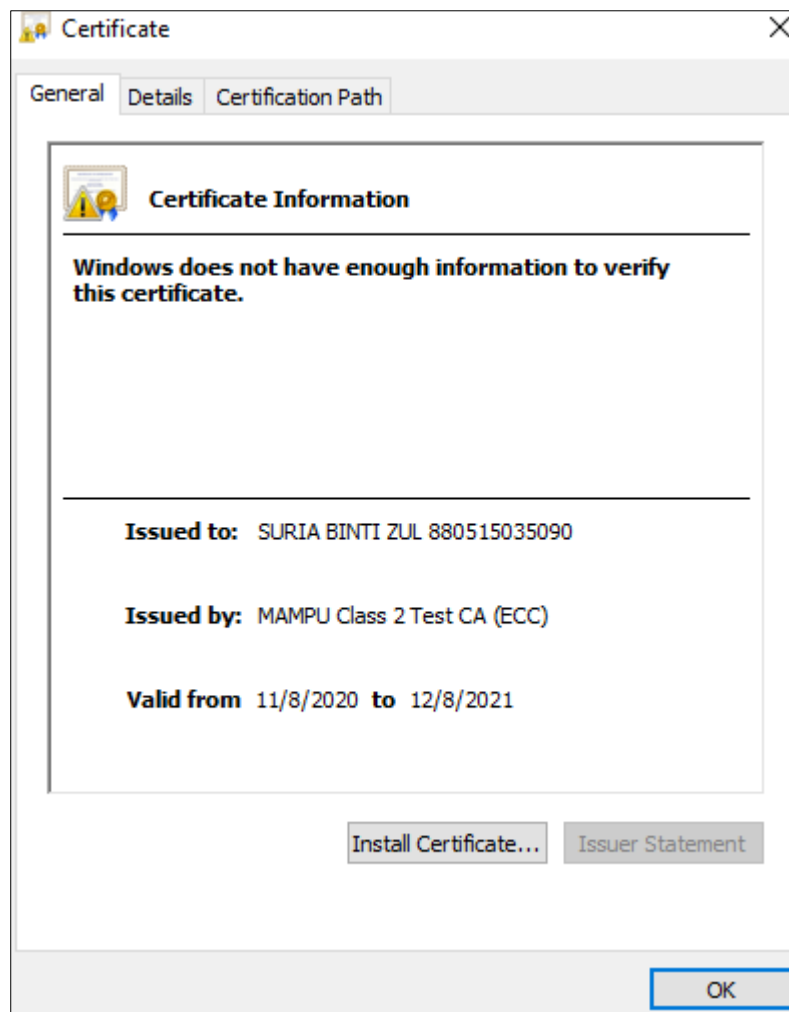 Certificate
General Details Certification Path
Certificate Information
Windows does not have enough information to verify
this certificate.
Issued to: SURIA BINTI ZUL 880515035090
Issued by: MAMPU Class 2 Test CA (ECC)
Valid from 11/8/2020 to 12/8/2021
Install Certificate... Issuer Statement
OK